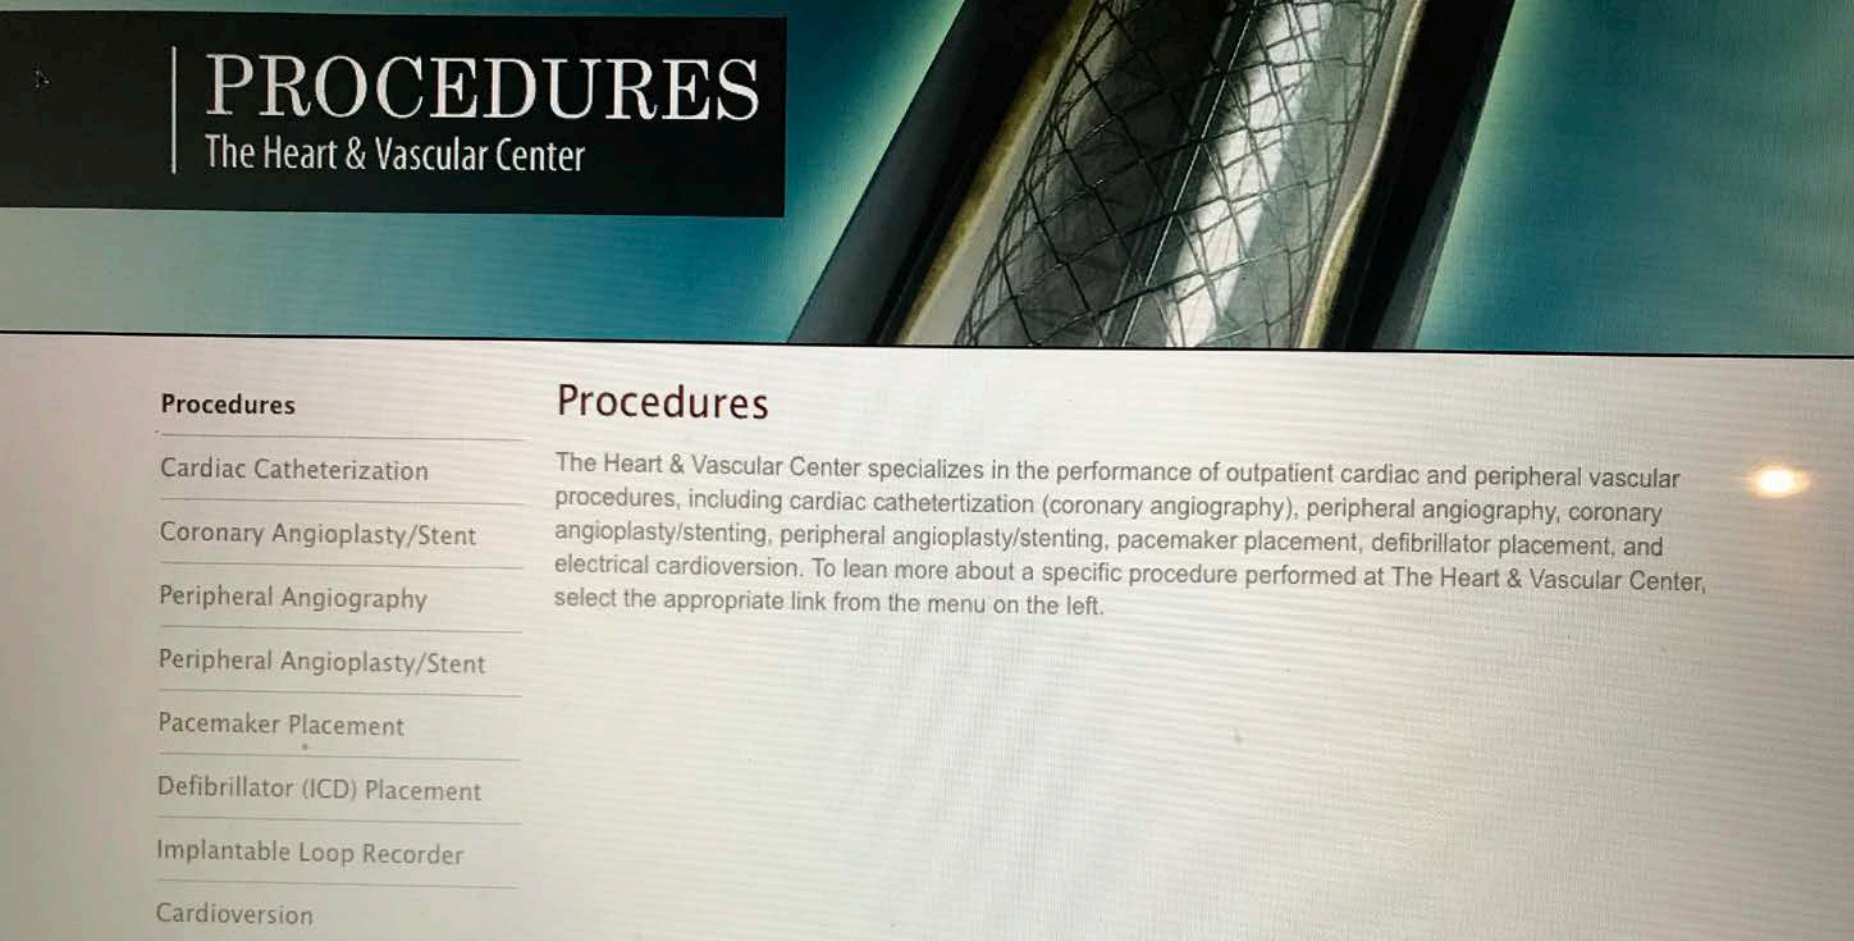 PROCEDURES
The Heart & Vascular Center
Procedures
Cardiac Catheterization
Coronary Angioplasty/Stent
Peripheral Angiography
Peripheral Angioplasty/Stent
Pacemaker Placement
Defibrillator (ICD) Placement
Implantable Loop Recorder
Cardioversion
Procedures
The Heart & Vascular Center specializes in the performance of outpatient cardiac and peripheral vascular
procedures, including cardiac cathetertization (coronary angiography), peripheral angiography, coronary
angioplasty/stenting, peripheral angioplasty/stenting, pacemaker placement, defibrillator placement, and
electrical cardioversion. To lean more about a specific procedure performed at The Heart & Vascular Center,
select the appropriate link from the menu on the left.